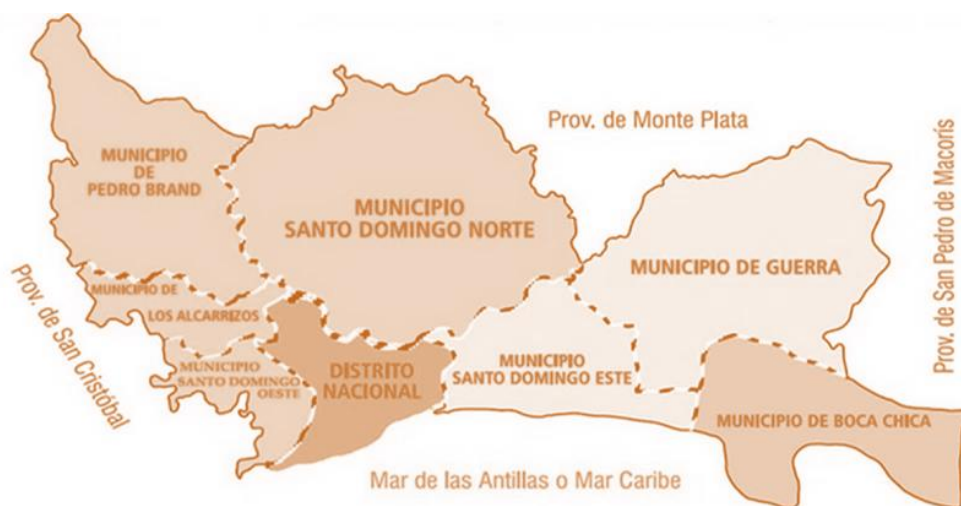 Prov. de Monte Plata
Prov. de San Pedro de Macorís
MUNICIPIO
DE
PEDRO BRAND
MUNICIPIO
SANTO DOMINGO NORTE
MUNICIPIO DE GUERRA
Prov. de San Cristóbal
MUNICIPIO DE
LOS ALCARRIZOS
MUNICIPIO
SANTO DOMINGO
OESTE
DISTRITO
NACIONAL
MUNICIPIO
SANTO DOMINGO ESTE
MUNICIPIO DE BOCA CHICA
Mar de las Antillas o Mar Caribe